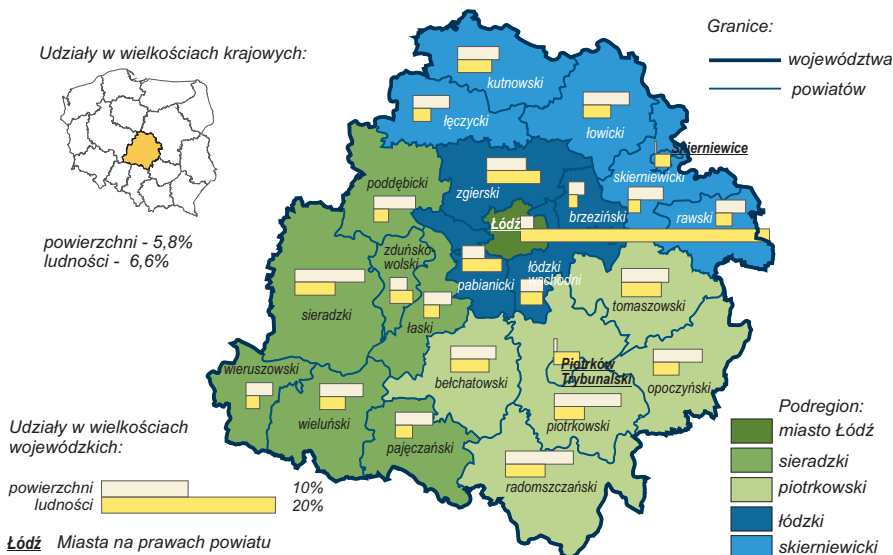 Udziały w wielkościach krajowych:
powierzchni - 5,8%
ludności - 6,6%
Granice:
województwa
powiatów
kutnowski
łęczycki
łowicki
Skierniewice
skierniewicki
rawski
poddębicki
zgierski
brzeziński
Łódź
zduńsko-
wolski
pabianicki
łódzki
wschodni
sieradzki
łaski
tomaszowski
wieruszowski
wieluński
bełchatowski
Piotrków
Trybunalski
opoczyński
piotrkowski
pajęczański
radomszczański
Udziały w wielkościach
wojewódzkich:
powierzchni 10%
ludności 20%
Łódź Miasta na prawach powiatu
Podregion:
miasto Łódź
sieradzki
piotrkowski
łódzki
skierniewicki